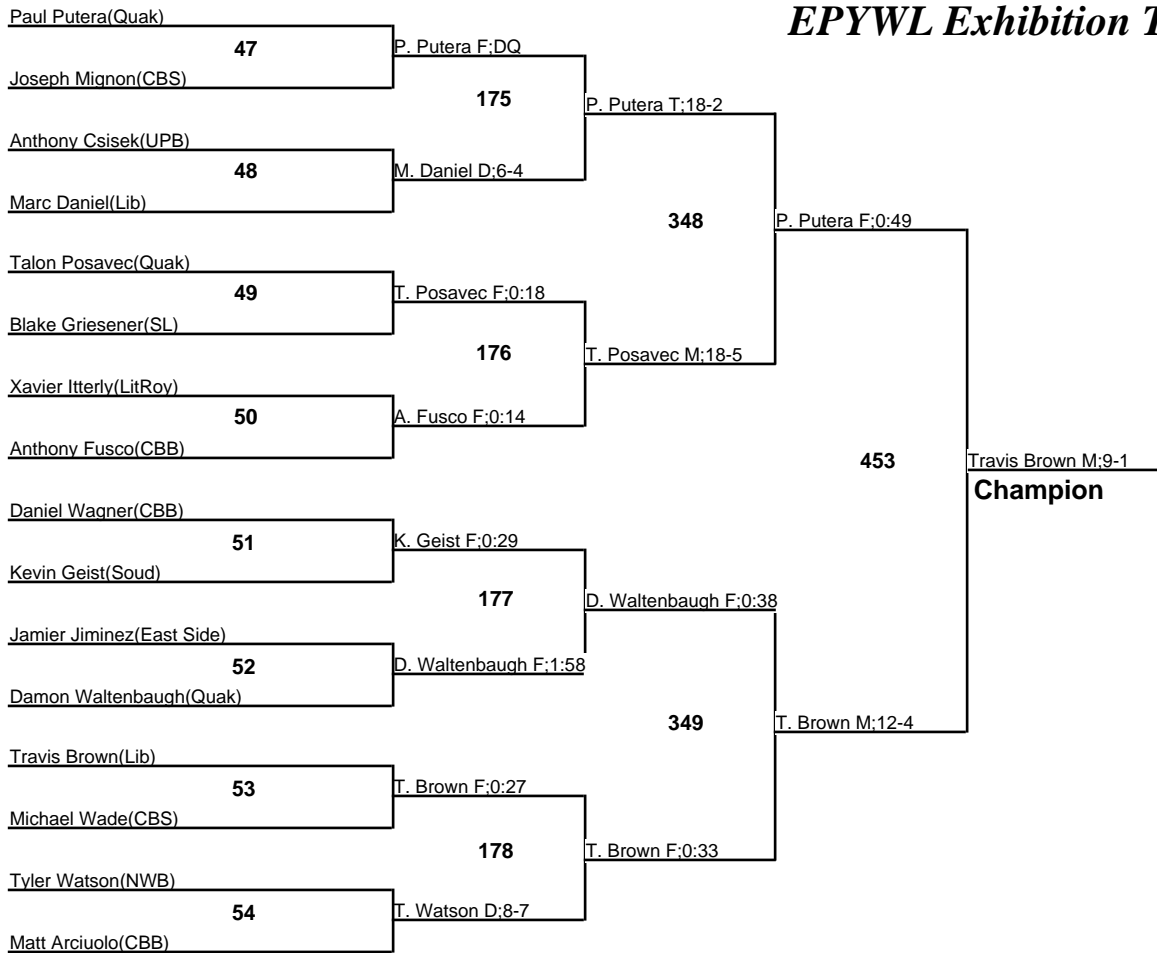 EPYWL Exhibition T
Paul Putera(Quak)
47
P. Putera F;DQ
Joseph Mignon(CBS)
175
P. Putera T;18-2
Anthony Csisek(UPB)
48
M. Daniel D;6-4
Marc Daniel(Lib)
348
P. Putera F;0:49
Talon Posavec(Quak)
49
T. Posavec F;0:18
Blake Griesener(SL)
176
T. Posavec M;18-5
Xavier Itterly(LitRoy)
50
A. Fusco F;0:14
Anthony Fusco(CBB)
453
Travis Brown M;9-1
Champion
Daniel Wagner(CBB)
51
K. Geist F;0:29
Kevin Geist(Soud)
177
D. Waltenbaugh F;0:38
Jamier Jiminez(East Side)
52
D. Waltenbaugh F;1:58
Damon Waltenbaugh(Quak)
349
T. Brown M;12-4
Travis Brown(Lib)
53
T. Brown F;0:27
Michael Wade(CBS)
178
T. Brown F;0:33
Tyler Watson(NWB)
54
T. Watson D;8-7
Matt Arciuolo(CBB)